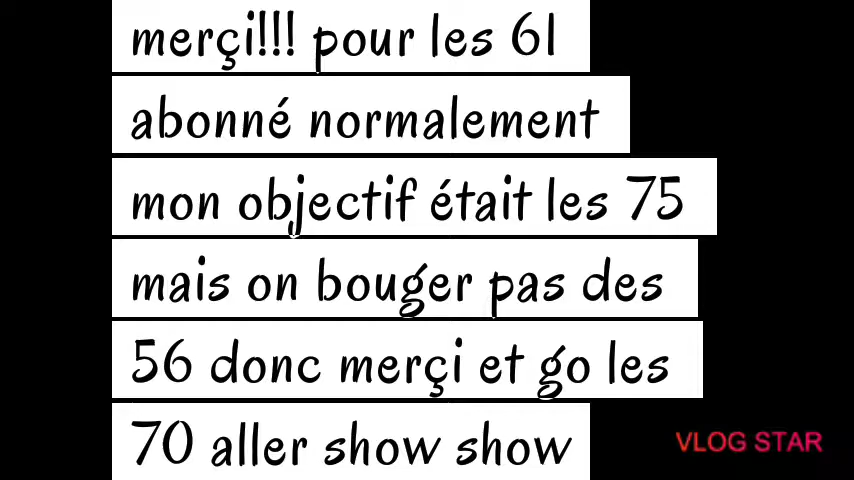 merçi!!! pour les 61
abonné normalement
mon objectif était les 75
mais on bouger pas des
56 donc merçi et go les
70 aller show show
VLOG STAR